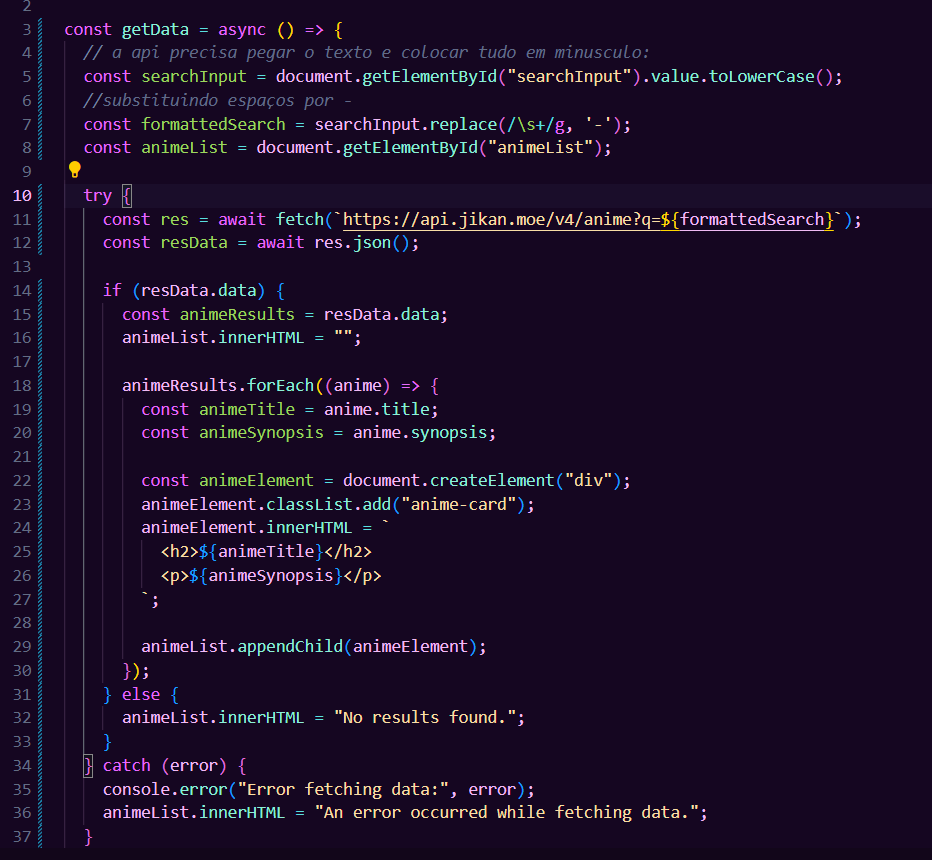 2
3 const getData = async () => {
4 // a api precisa pegar o texto e colocar tudo em minusculo:
5 const searchInput = document.getElementById("searchInput").value.toLowerCase();
6 //substituindo espaços por -
7 const formattedSearch = searchInput.replace(/\s+/g, '-');
8 const animeList = document.getElementById("animeList");
9
10 try {
11 const res = await fetch(`https://api.jikan.moe/v4/anime?q=${formattedSearch}`);
12 const resData = await res.json();
13
14 if (resData.data) {
15 const animeResults = resData.data;
16 animeList.innerHTML = "";
17
18 animeResults.forEach((anime) => {
19 const animeTitle = anime.title;
20 const animeSynopsis = anime.synopsis;
21
22 const animeElement = document.createElement("div");
23 animeElement.classList.add("anime-card");
24 animeElement.innerHTML = `
25 <h2>${animeTitle}</h2>
26 <p>${animeSynopsis}</p>
27 `;
28
29 animeList.appendChild(animeElement);
30 });
31 } else {
32 animeList.innerHTML = "No results found.";
33 }
34 } catch (error) {
35 console.error("Error fetching data:", error);
36 animeList.innerHTML = "An error occurred while fetching data.";
37 }